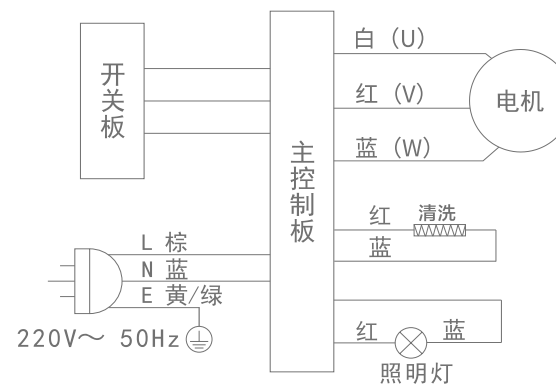 开关板
主控制板
白（U）
红（V）
蓝（W）
电机
红
清洗
蓝
L 棕
N 蓝
E 黄/绿
220V～ 50Hz
红
蓝
照明灯